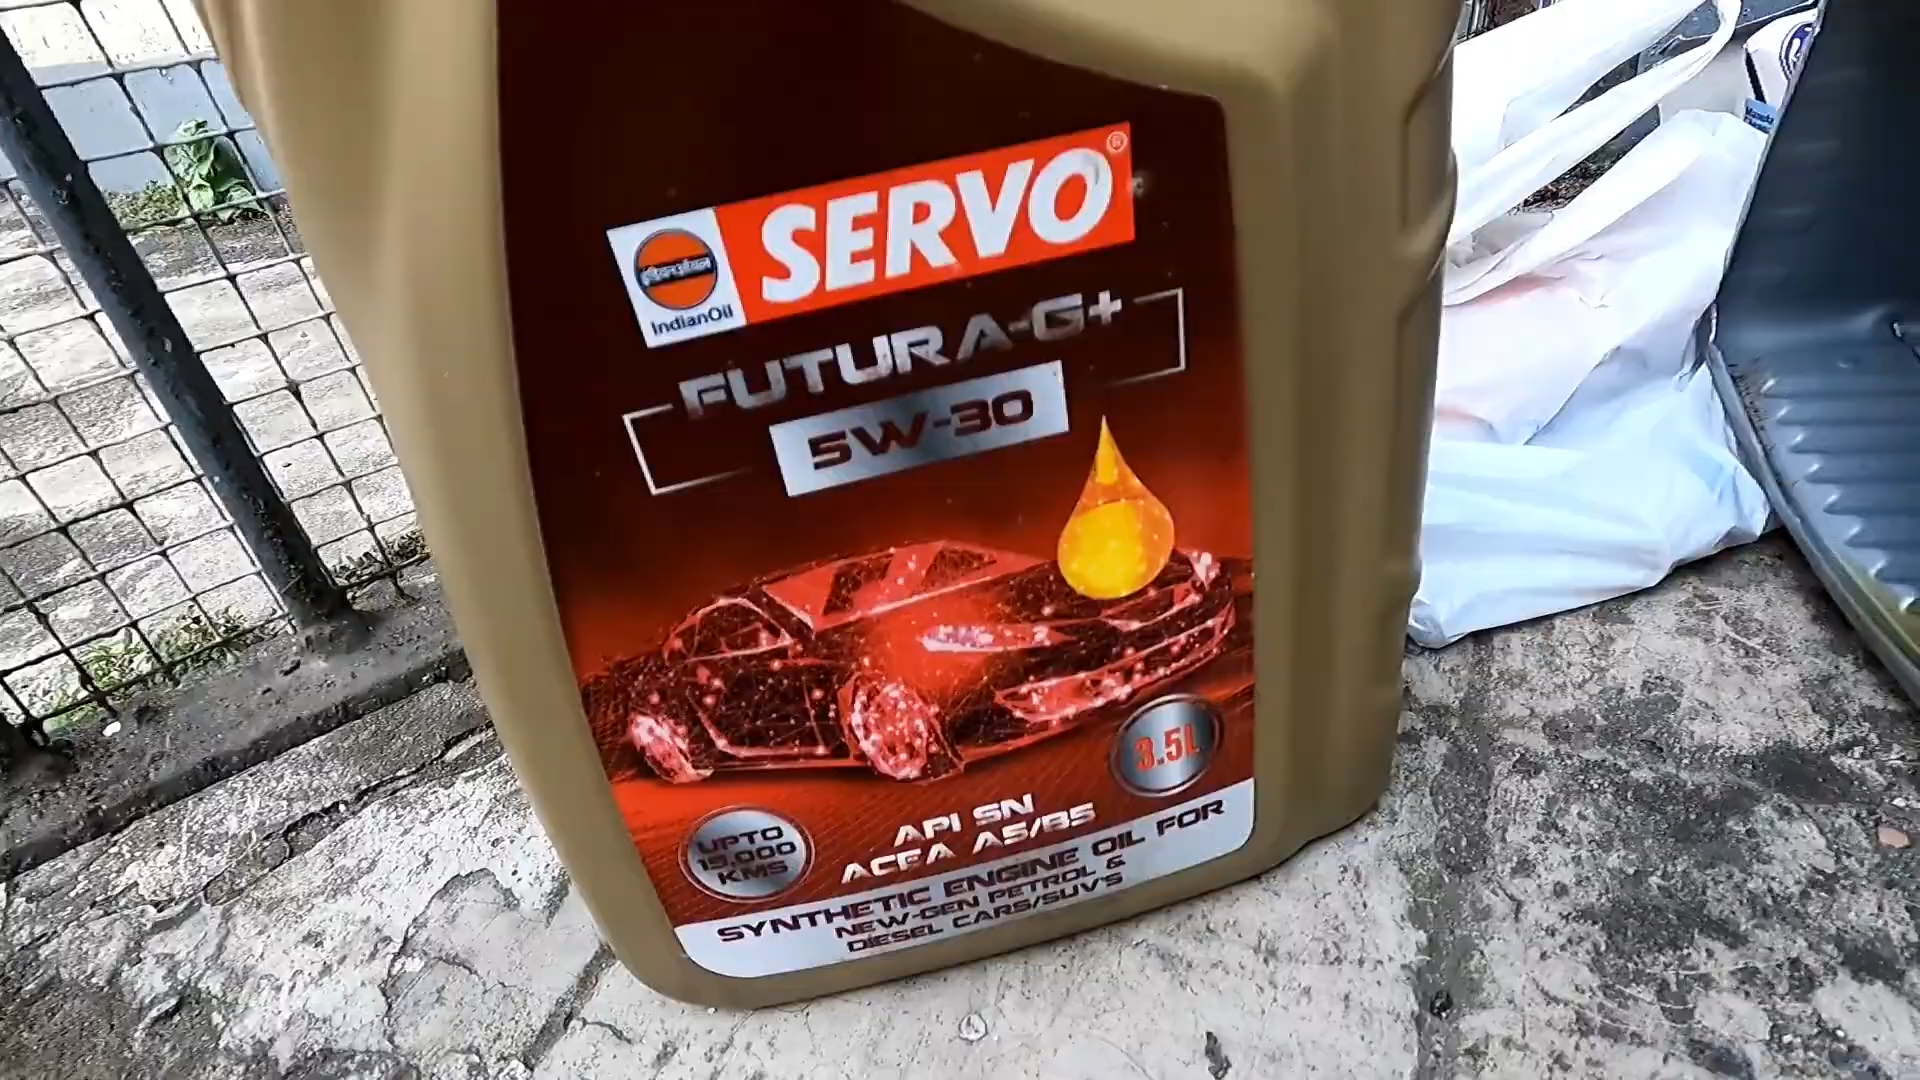 SERVO®
इंडियनऑयल
IndianOil
FUTURA-G+
5W-30
3.5L
UPTO
15,000
KMS
API SN
ACEA A5/B5
SYNTHETIC ENGINE OIL FOR
NEW-GEN PETROL &
DIESEL CARS/SUV'S